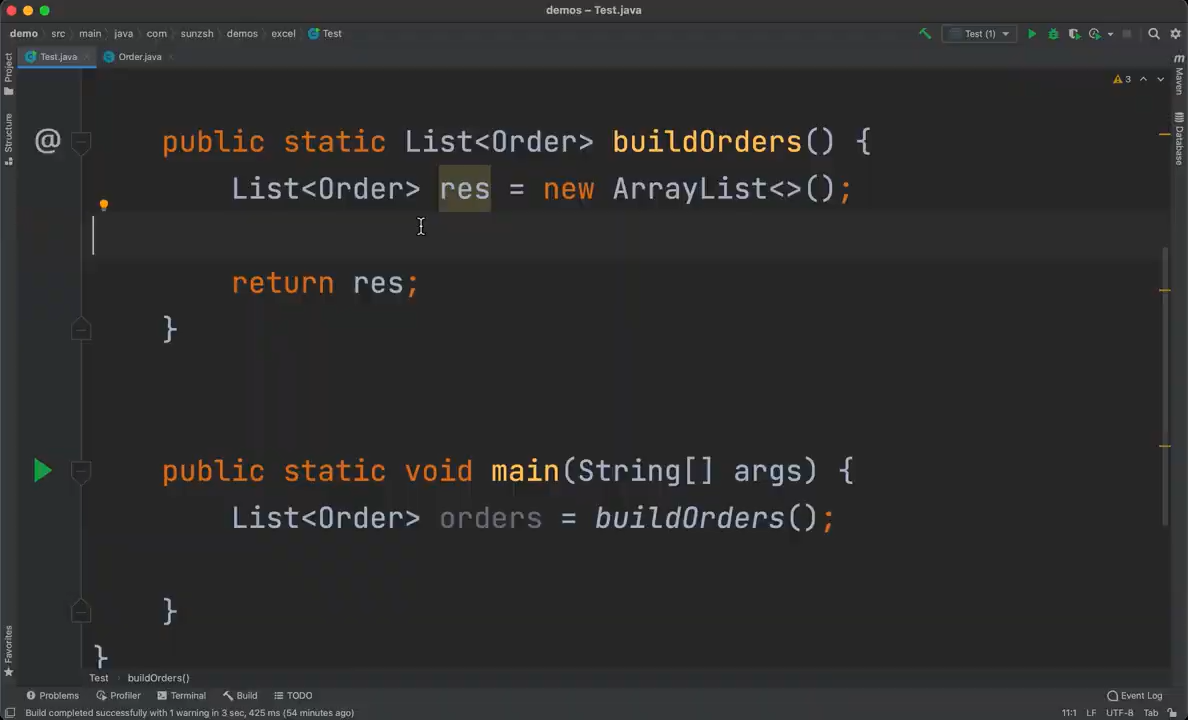 demos – Test.java
demo src main java com sunzsh demos excel Test
Test (1)
Test.java Order.java
Project
Structure
Favorites
Maven
Database
3
@
public static List<Order> buildOrders() {
List<Order> res = new ArrayList<>();
return res;
}
public static void main(String[] args) {
List<Order> orders = buildOrders();
}
}
Test buildOrders()
Problems Profiler Terminal Build TODO Event Log
Build completed successfully with 1 warning in 3 sec, 425 ms (54 minutes ago) 11:1 LF UTF-8 Tab